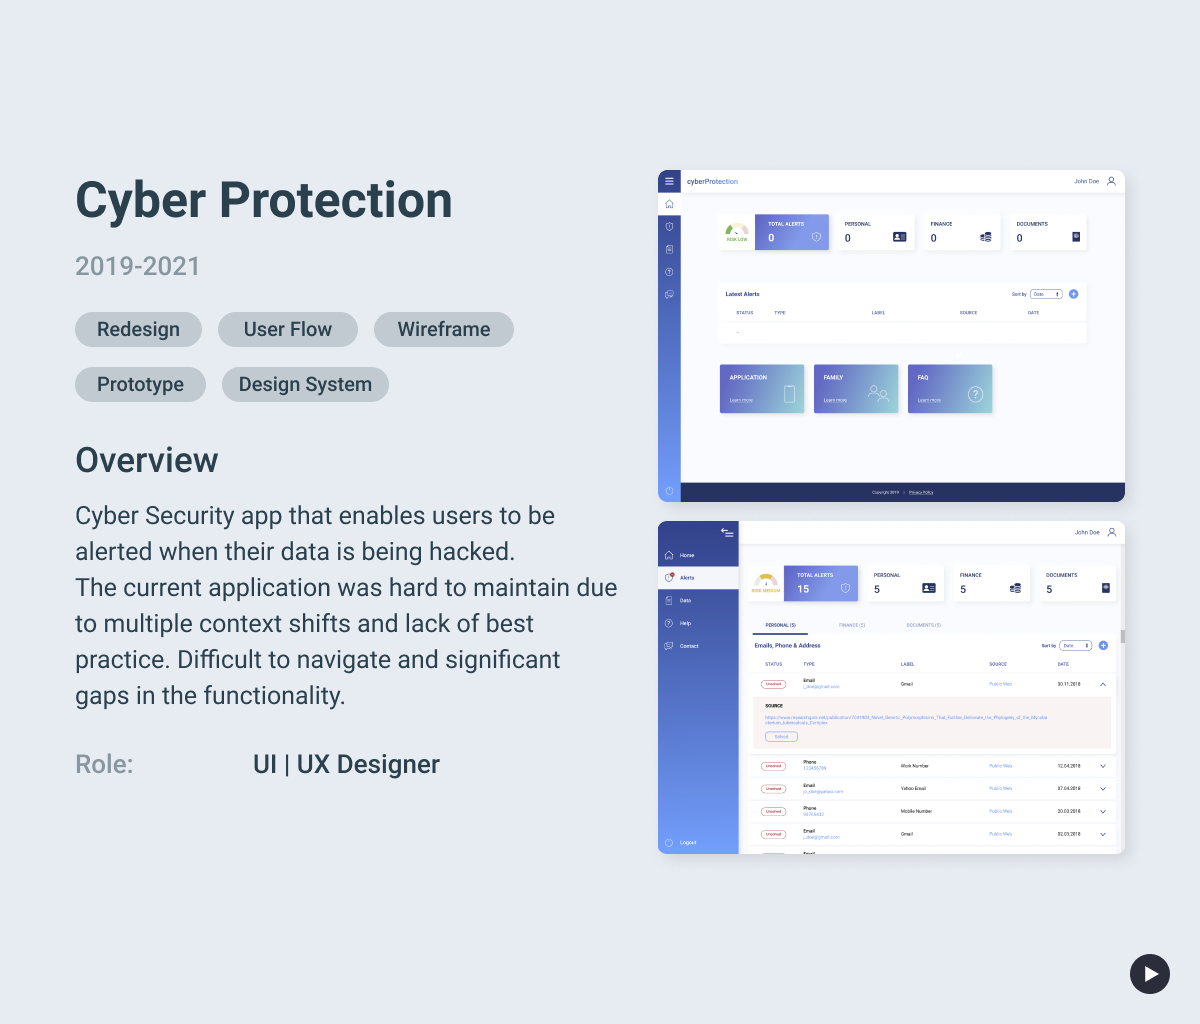 Cyber Protection
2019-2021
Redesign
User Flow
Wireframe
Prototype
Design System
Overview
Cyber Security app that enables users to be
alerted when their data is being hacked.
The current application was hard to maintain due
to multiple context shifts and lack of best
practice. Difficult to navigate and significant
gaps in the functionality.
Role: UI | UX Designer
cyberProtection
John Doe
RISK LOW
TOTAL ALERTS
0
PERSONAL
0
FINANCE
0
DOCUMENTS
0
Latest Alerts
Sort by Date
STATUS TYPE LABEL SOURCE DATE
-
APPLICATION
Learn more
FAMILY
Learn more
FAQ
Learn more
Copyright 2019 | Privacy Policy
John Doe
Home
Alerts
Data
Help
Contact
Logout
RISK MEDIUM
TOTAL ALERTS
15
PERSONAL
5
FINANCE
5
DOCUMENTS
5
PERSONAL (5) FINANCE (5) DOCUMENTS (5)
Emails, Phone & Address
Sort by Date
STATUS TYPE LABEL SOURCE DATE
Unsolved Email Gmail Public Web 30.11.2018
j_doe@gmail.com
SOURCE
Solved
Unsolved Phone Work Number Public Web 12.04.2018
123456789
Unsolved Email Yahoo Email Public Web 07.04.2018
jo_doe@yahoo.com
Unsolved Phone Mobile Number Public Web 20.03.2018
98765432
Unsolved Email Gmail Public Web 02.03.2018
j_doe@gmail.com
Email